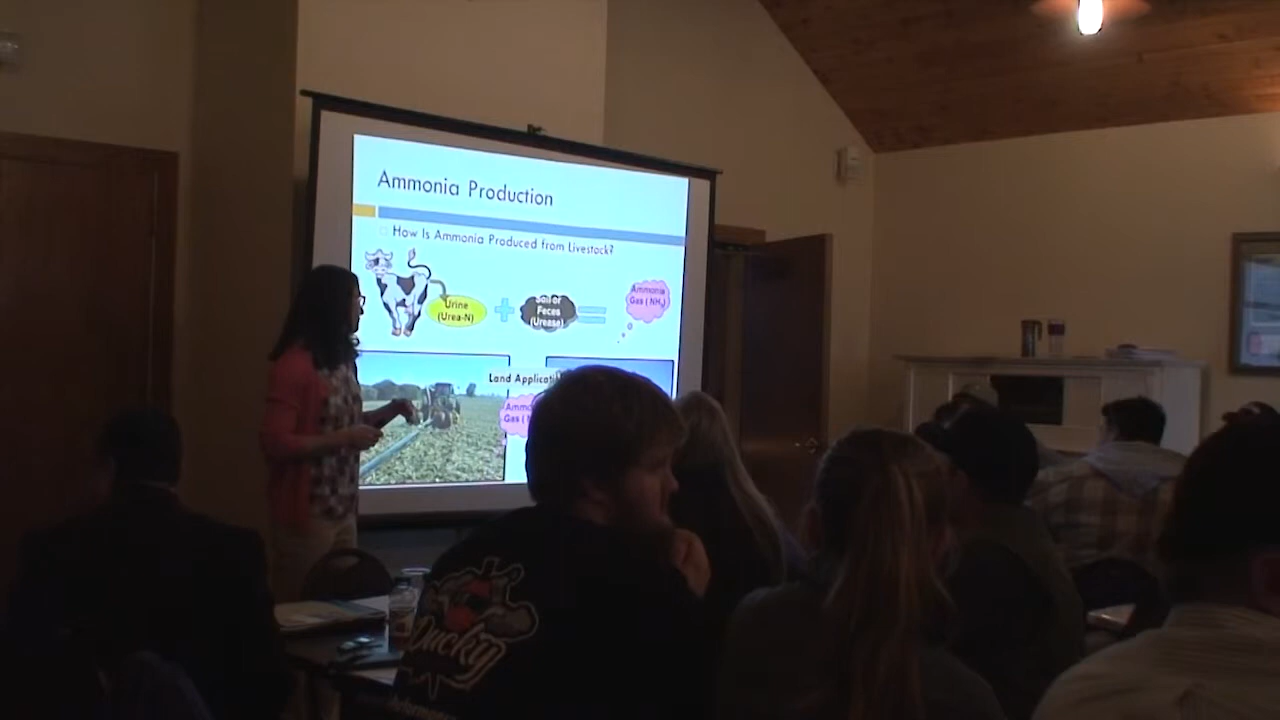 Ammonia Production
How Is Ammonia Produced from Livestock?
Urine
(Urea-N)
Soil or
Feces
(Urease)
Ammonia
Gas (NH₃)
Land
Gas (
Ducky